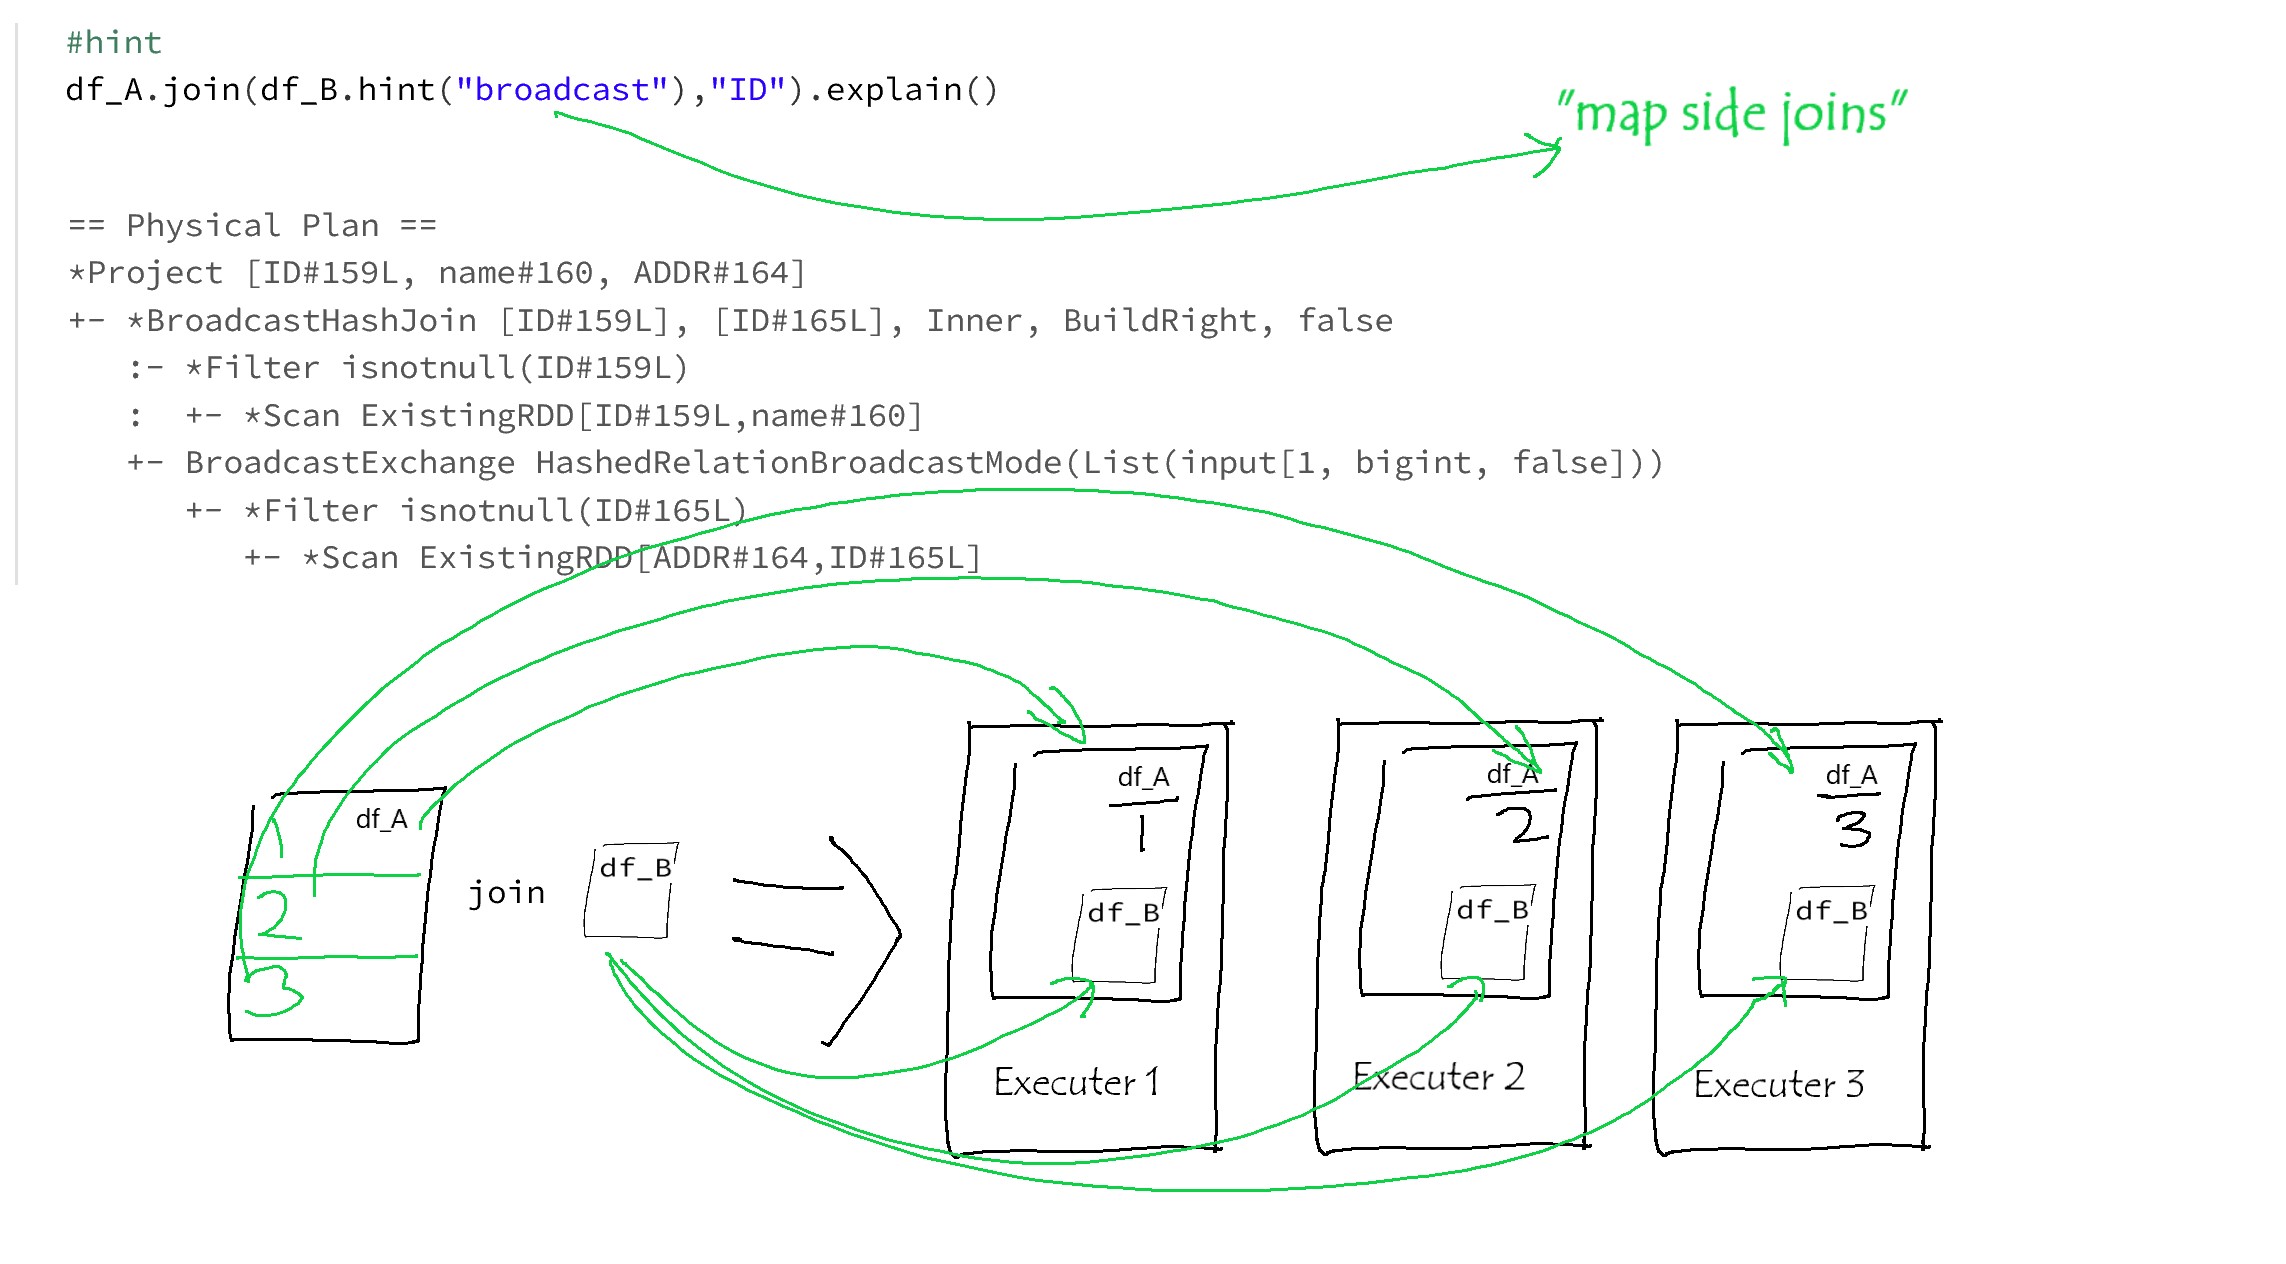 #hint
df_A.join(df_B.hint("broadcast"),"ID").explain()
"map side joins"
== Physical Plan ==
*Project [ID#159L, name#160, ADDR#164]
+- *BroadcastHashJoin [ID#159L], [ID#165L], Inner, BuildRight, false
   :- *Filter isnotnull(ID#159L)
   :  +- *Scan ExistingRDD[ID#159L,name#160]
   +- BroadcastExchange HashedRelationBroadcastMode(List(input[1, bigint, false]))
      +- *Filter isnotnull(ID#165L)
         +- *Scan ExistingRDD[ADDR#164,ID#165L]
df_A
1
2
3
join
df_B
df_A
1
df_B
Executer 1
df_A
2
df_B
Executer 2
df_A
3
df_B
Executer 3